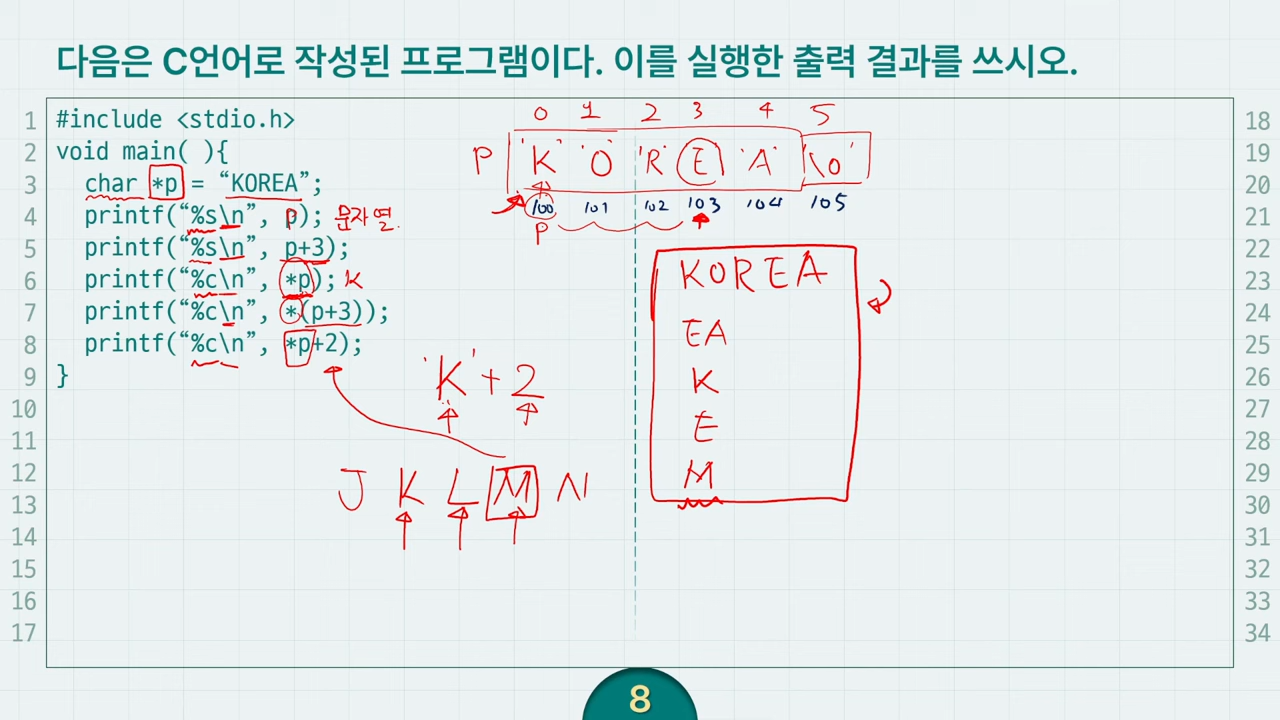 다음은 C언어로 작성된 프로그램이다. 이를 실행한 출력 결과를 쓰시오.
1 #include <stdio.h>
2 void main( ){
3 char *p = “KOREA”;
4 printf(“%s\n”, p); 문자열.
5 printf(“%s\n”, p+3);
6 printf(“%c\n”, *p); K
7 printf(“%c\n”, *(p+3));
8 printf(“%c\n”, *p+2);
9 }
10
11
12
13
14
15
16
17
0 1 2 3 4 5
P 'K' 'O' 'R' 'E' 'A' '\0'
100 101 102 103 104 105
P
'K' + 2
J K L M N
KOREA
EA
K
E
M
18
19
20
21
22
23
24
25
26
27
28
29
30
31
32
33
34
8